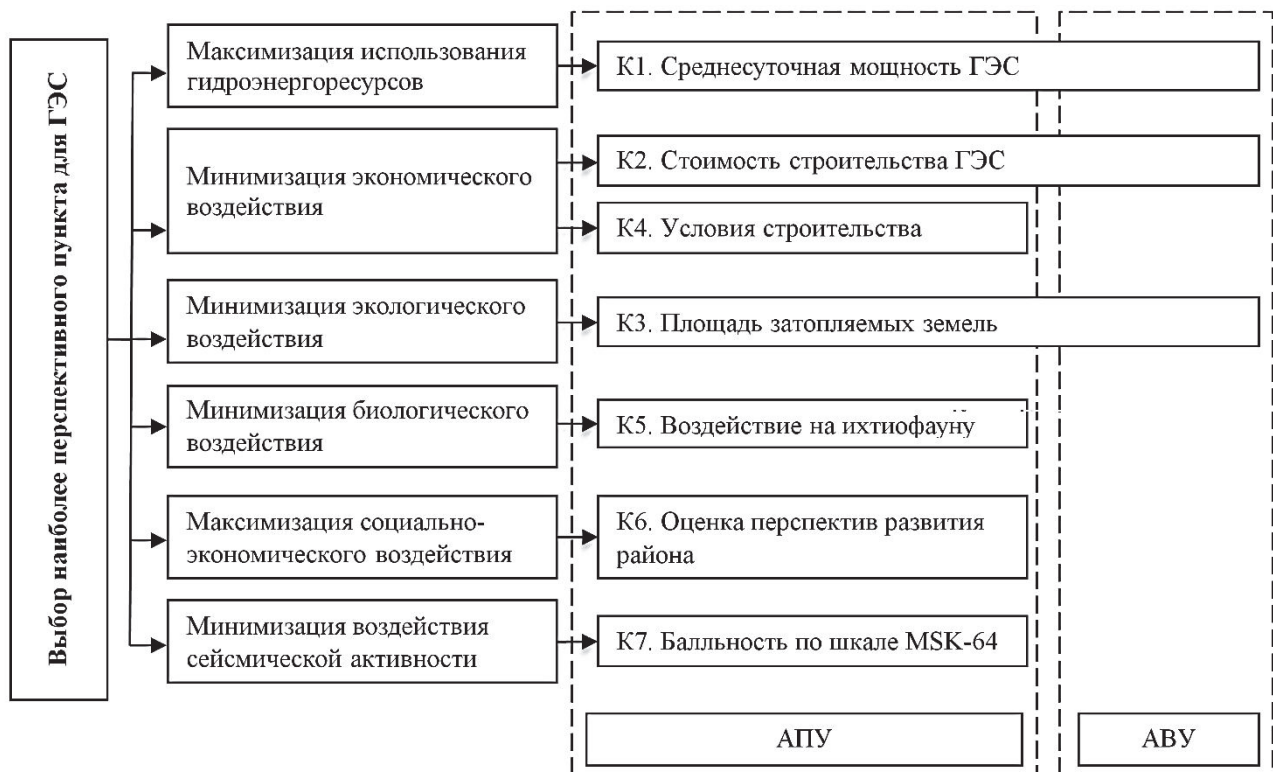 Выбор наиболее перспективного пункта для ГЭС
Максимизация использования
гидроэнергоресурсов
К1. Среднесуточная мощность ГЭС
Минимизация экономического
воздействия
К2. Стоимость строительства ГЭС
К4. Условия строительства
Минимизация экологического
воздействия
К3. Площадь затопляемых земель
Минимизация биологического
воздействия
К5. Воздействие на ихтиофауну
Максимизация социально-
экономического воздействия
К6. Оценка перспектив развития
района
Минимизация воздействия
сейсмической активности
К7. Балльность по шкале MSK-64
АПУ
АВУ